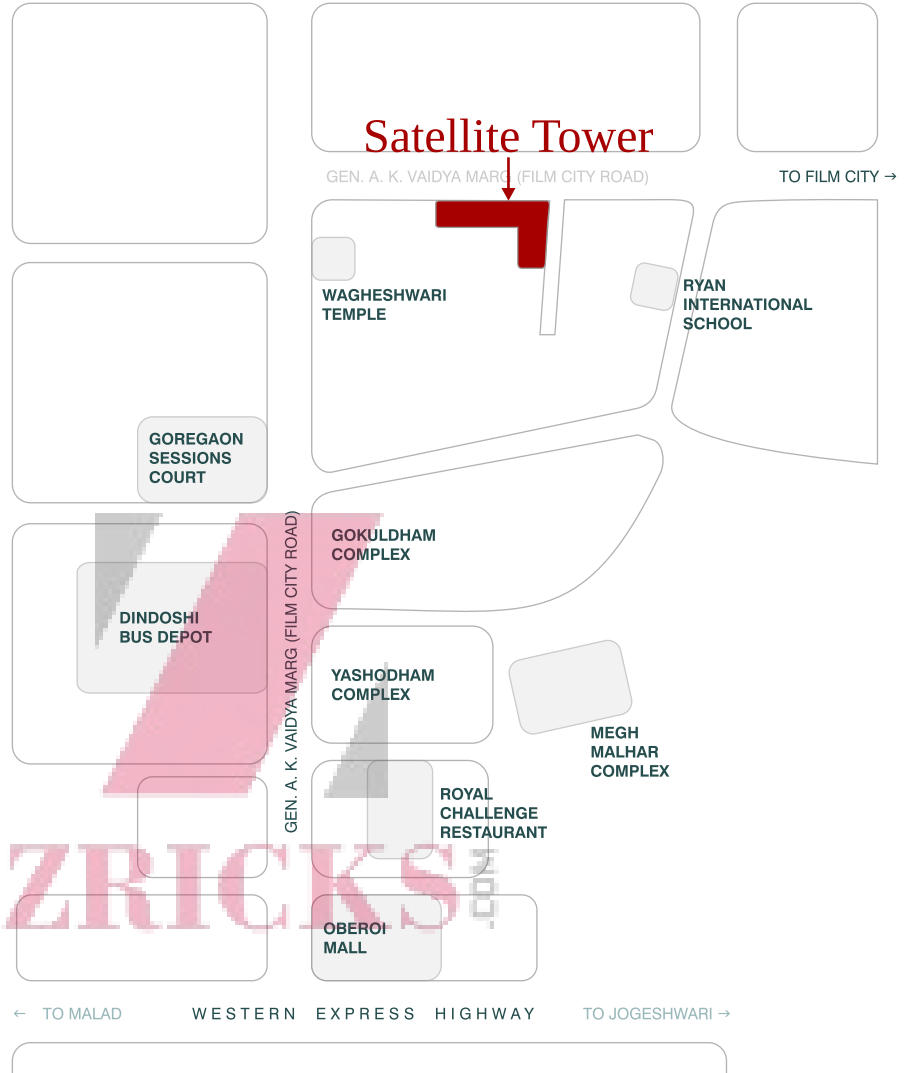 Satellite Tower
GEN. A. K. VAIDYA MARG (FILM CITY ROAD)
TO FILM CITY →
WAGHESHWARI
TEMPLE
RYAN
INTERNATIONAL
SCHOOL
GOREGAON
SESSIONS
COURT
GOKULDHAM
COMPLEX
DINDOSHI
BUS DEPOT
GEN. A. K. VAIDYA MARG (FILM CITY ROAD)
YASHODHAM
COMPLEX
MEGH
MALHAR
COMPLEX
ROYAL
CHALLENGE
RESTAURANT
ZRICKS
.COM
OBEROI
MALL
← TO MALAD
WESTERN EXPRESS HIGHWAY
TO JOGESHWARI →